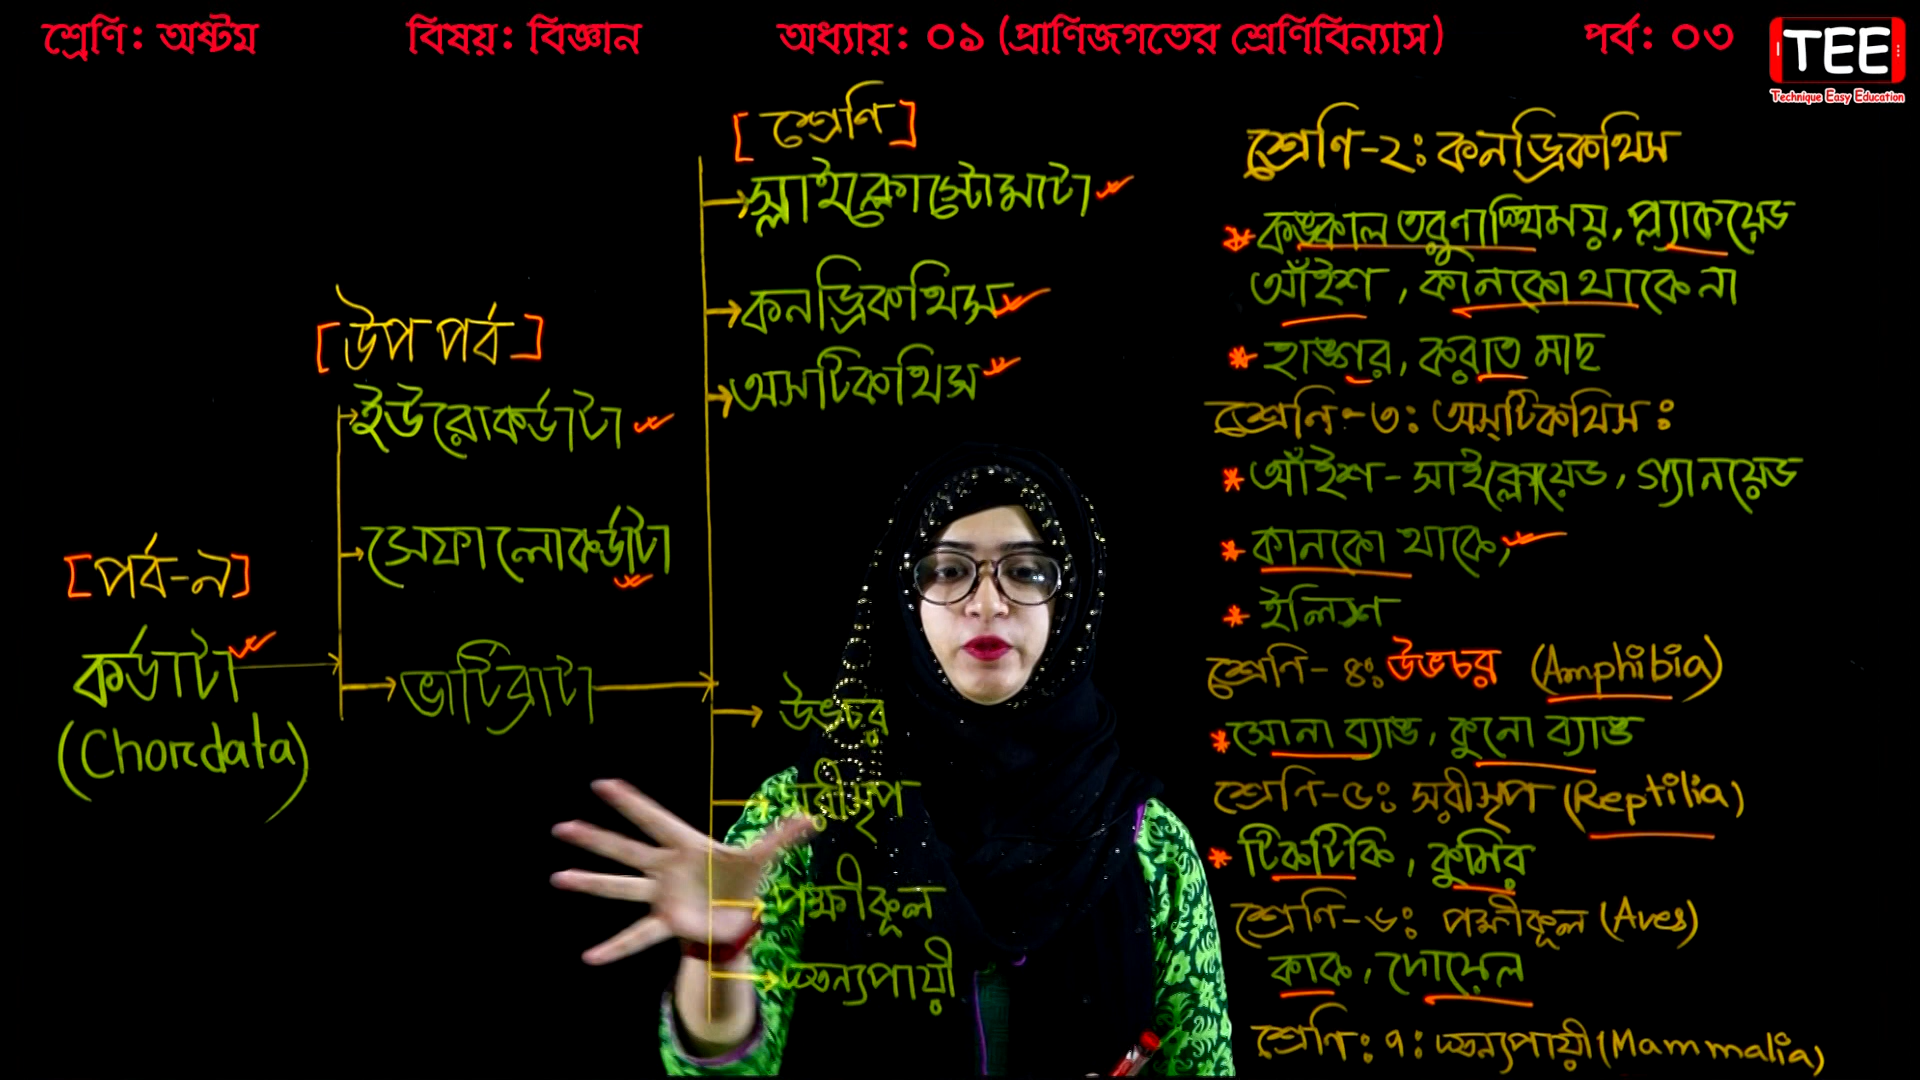 শ্রেণি: অষ্টম
বিষয়: বিজ্ঞান
অধ্যায়: ০১ (প্রাণিজগতের শ্রেণিবিন্যাস)
পর্ব: ০৩
TEE
Technique Easy Education
[পর্ব-৯]
কর্ডাটা
(Chordata)
[উপ পর্ব]
ইউরোকর্ডাটা
সেফালোকর্ডাটা
ভার্টিব্রাটা
[শ্রেণি]
সাইক্লোস্টোমাটা
কনড্রিকথিস
অসটিকথিস
উভচর
সরীসৃপ
পক্ষীকূল
স্তন্যপায়ী
শ্রেণি-২: কনড্রিকথিস
* কঙ্কাল তরুণাস্থিময়, প্ল্যাকয়েড
আঁইশ, কানকো থাকে না
* হাঙ্গর, করাত মাছ
শ্রেণি-৩: অস্টিকথিস:
* আঁইশ - সাইক্লোয়েড, গ্যানয়েড
* কানকো থাকে,
* ইলিশ
শ্রেণি-৪: উভচর (Amphibia)
* সোনা ব্যাঙ, কুনো ব্যাঙ
শ্রেণি-৫: সরীসৃপ (Reptilia)
* টিকটিকি, কুমির
শ্রেণি-৬: পক্ষীকূল (Aves)
কাক, দোয়েল
শ্রেণি: ৭: স্তন্যপায়ী (Mammalia)